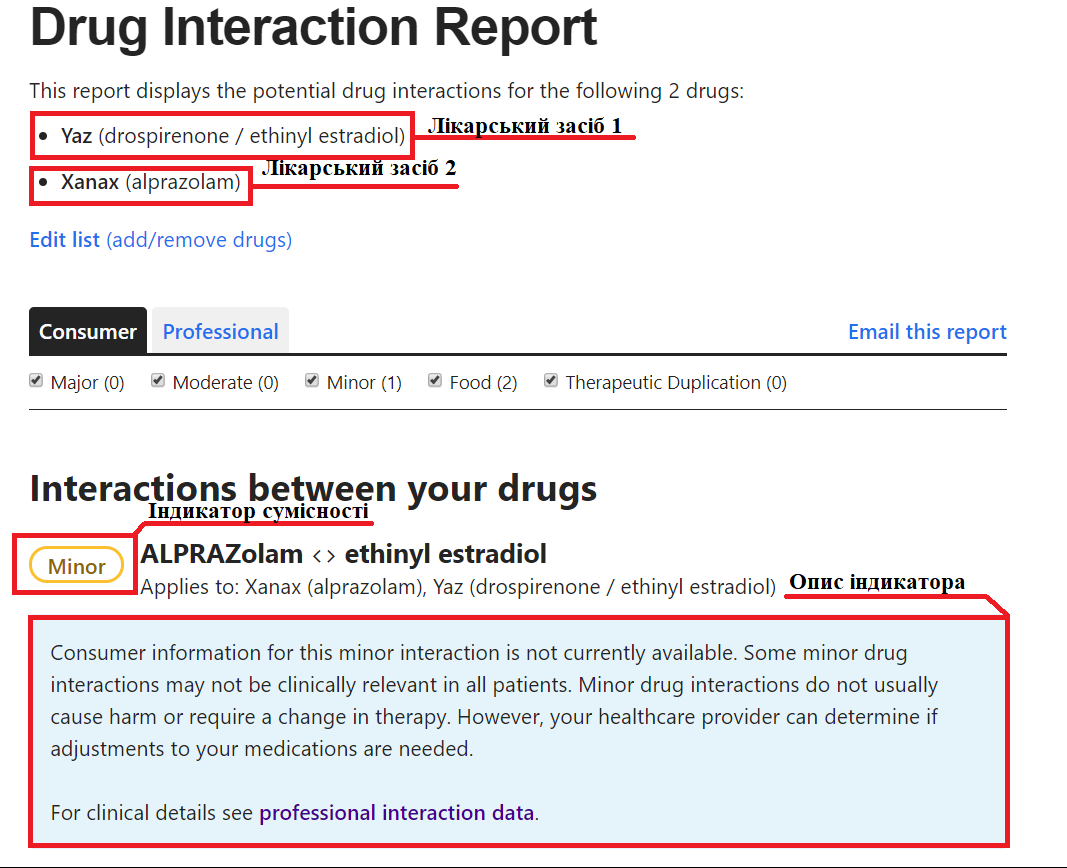 Drug Interaction Report
This report displays the potential drug interactions for the following 2 drugs:
• Yaz (drospirenone / ethinyl estradiol) Лікарський засіб 1
• Xanax (alprazolam) Лікарський засіб 2
Edit list (add/remove drugs)
Consumer Professional Email this report
Major (0) Moderate (0) Minor (1) Food (2) Therapeutic Duplication (0)
Interactions between your drugs
Індикатор сумісності
Minor ALPRAZolam <> ethinyl estradiol
Applies to: Xanax (alprazolam), Yaz (drospirenone / ethinyl estradiol) Опис індикатора
Consumer information for this minor interaction is not currently available. Some minor drug
interactions may not be clinically relevant in all patients. Minor drug interactions do not usually
cause harm or require a change in therapy. However, your healthcare provider can determine if
adjustments to your medications are needed.
For clinical details see professional interaction data.